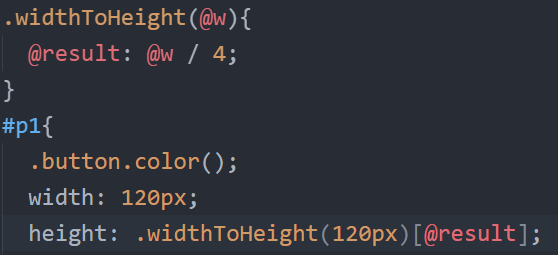 .widthToHeight(@w){
  @result: @w / 4;
}
#p1{
  .button.color();
  width: 120px;
  height: .widthToHeight(120px)[@result];